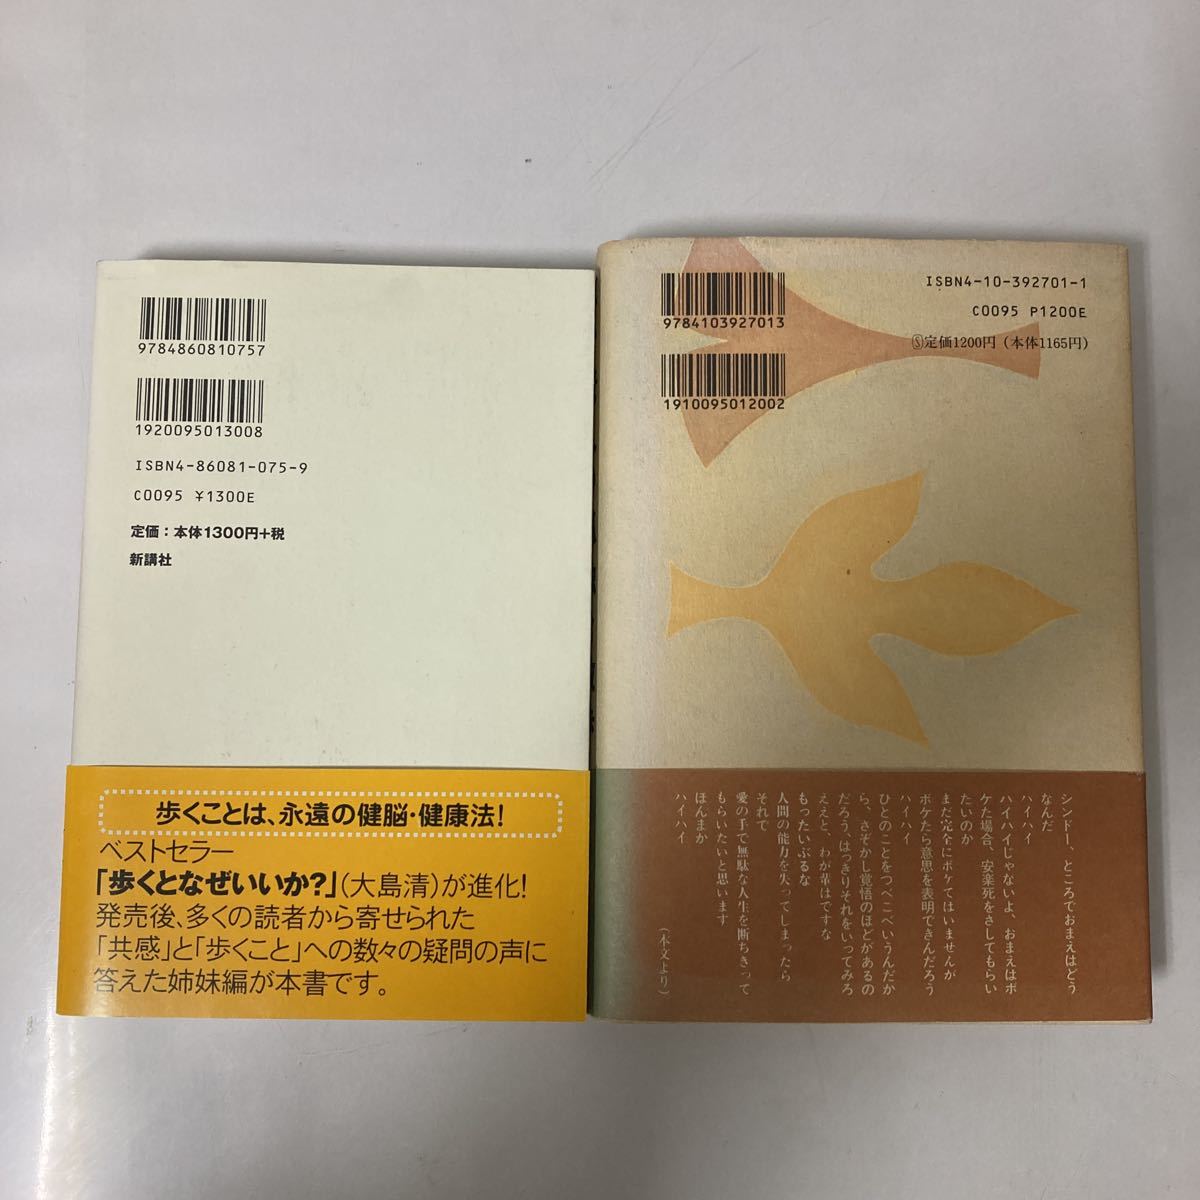 9784860810757
1920095013008
ISBN4-86081-075-9
C0095 ¥1300E
定価：本体1300円+税
新講社
歩くことは、永遠の健脳・健康法!
ベストセラー
「歩くとなぜいいか?」(大島清)が進化!
発売後、多くの読者から寄せられた
「共感」と「歩くこと」への数々の疑問の声に
答えた姉妹編が本書です。
9784103927013
1910095012002
ISBN4-10-392701-1
C0095 P1200E
Ⓢ定価1200円(本体1165円)
シンドー、ところでおまえはどう
なんだ
ハイハイ
ハイハイじゃないよ、おまえはボ
ケた場合、安楽死をさしてもらい
たいのか
まだ完全にボケてはいませんが
ボケたら意思を表明できんだろう
ハイハイ
ひとのことをつべこべいうんだか
ら、さぞかし覚悟のほどがあるの
だろう、はっきりそれをいってみろ
ええと、わが輩はですな
もったいぶるな
人間の能力を失ってしまったら
それで
愛の手で無駄な人生を断ちきって
もらいたいと思います
ほんまか
ハイハイ
(本文より)